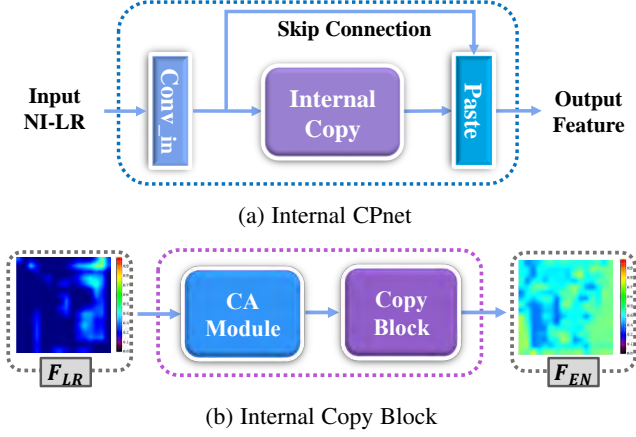 Skip Connection
Input
NI-LR
Conv_in
Internal
Copy
Paste
Output
Feature
(a) Internal CPnet
F_LR
CA
Module
Copy
Block
F_EN
(b) Internal Copy Block